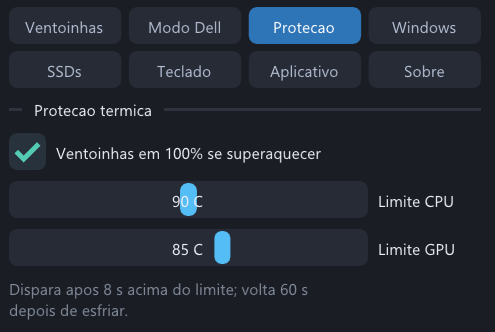 Ventoinhas Modo Dell Protecao Windows
SSDs Teclado Aplicativo Sobre
Protecao termica
Ventoinhas em 100% se superaquecer
90 C Limite CPU
85 C Limite GPU
Dispara apos 8 s acima do limite; volta 60 s
depois de esfriar.